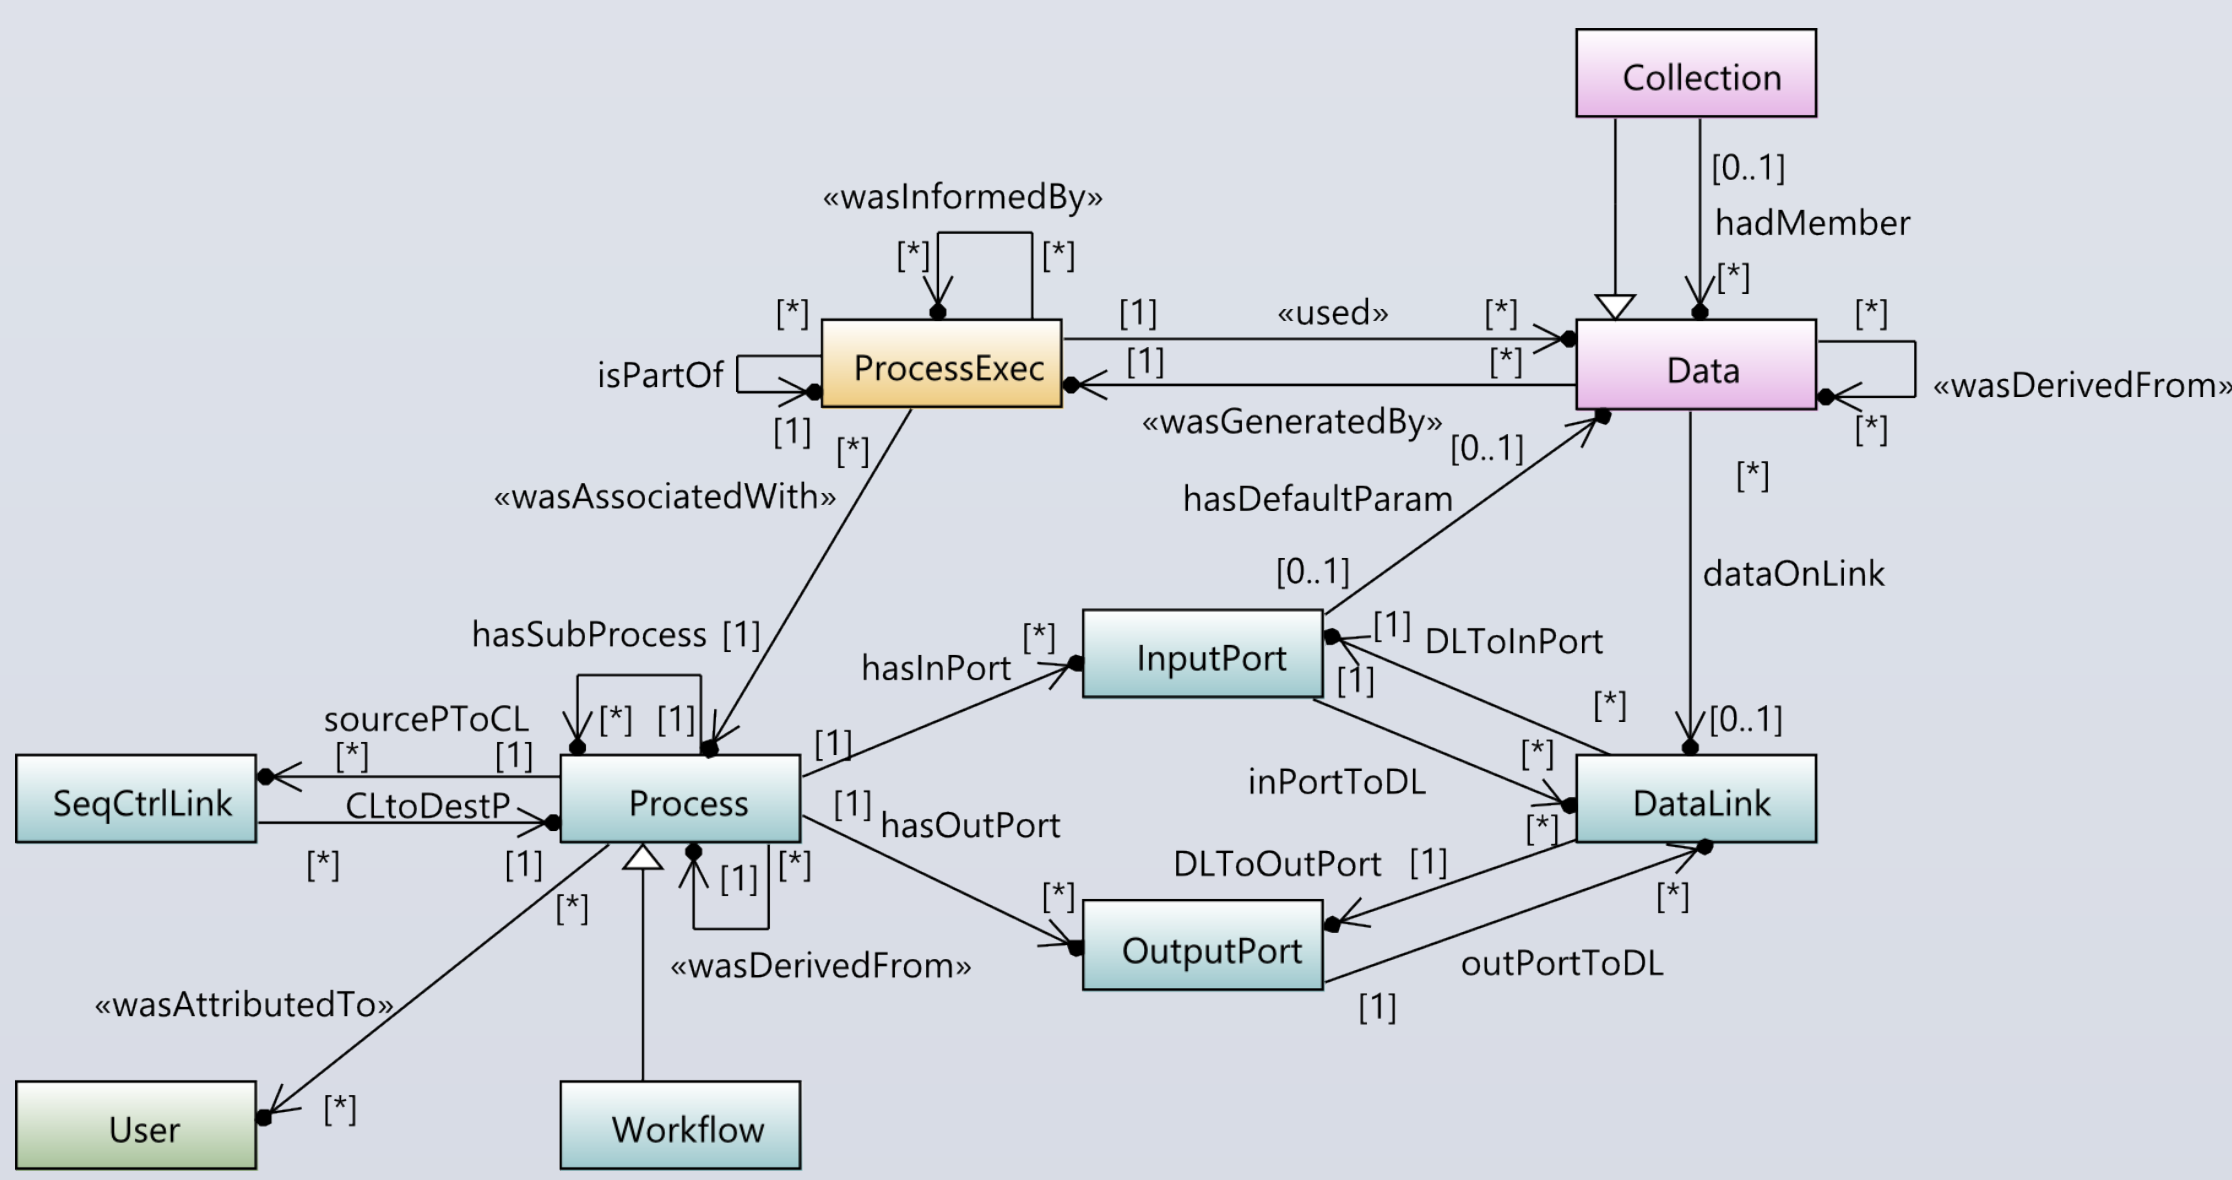 Collection
[0..1]
hadMember
[*]
«wasInformedBy»
[*]
[*]
[*]
ProcessExec
isPartOf
[1]
[1]
«used»
[*]
[1]
[*]
«wasGeneratedBy»
Data
[*]
«wasDerivedFrom»
[*]
[*]
«wasAssociatedWith»
[1]
[0..1]
hasDefaultParam
[0..1]
[*]
dataOnLink
[0..1]
hasSubProcess
[*]
[1]
hasInPort
[*]
[1]
InputPort
[1]
DLToInPort
[*]
[1]
inPortToDL
[*]
sourcePToCL
[*]
[1]
SeqCtrlLink
CLtoDestP
[*]
[1]
Process
[1]
hasOutPort
[*]
DataLink
[*]
DLToOutPort
[1]
OutputPort
[*]
outPortToDL
[1]
[1]
[*]
«wasDerivedFrom»
[*]
«wasAttributedTo»
[*]
User
Workflow